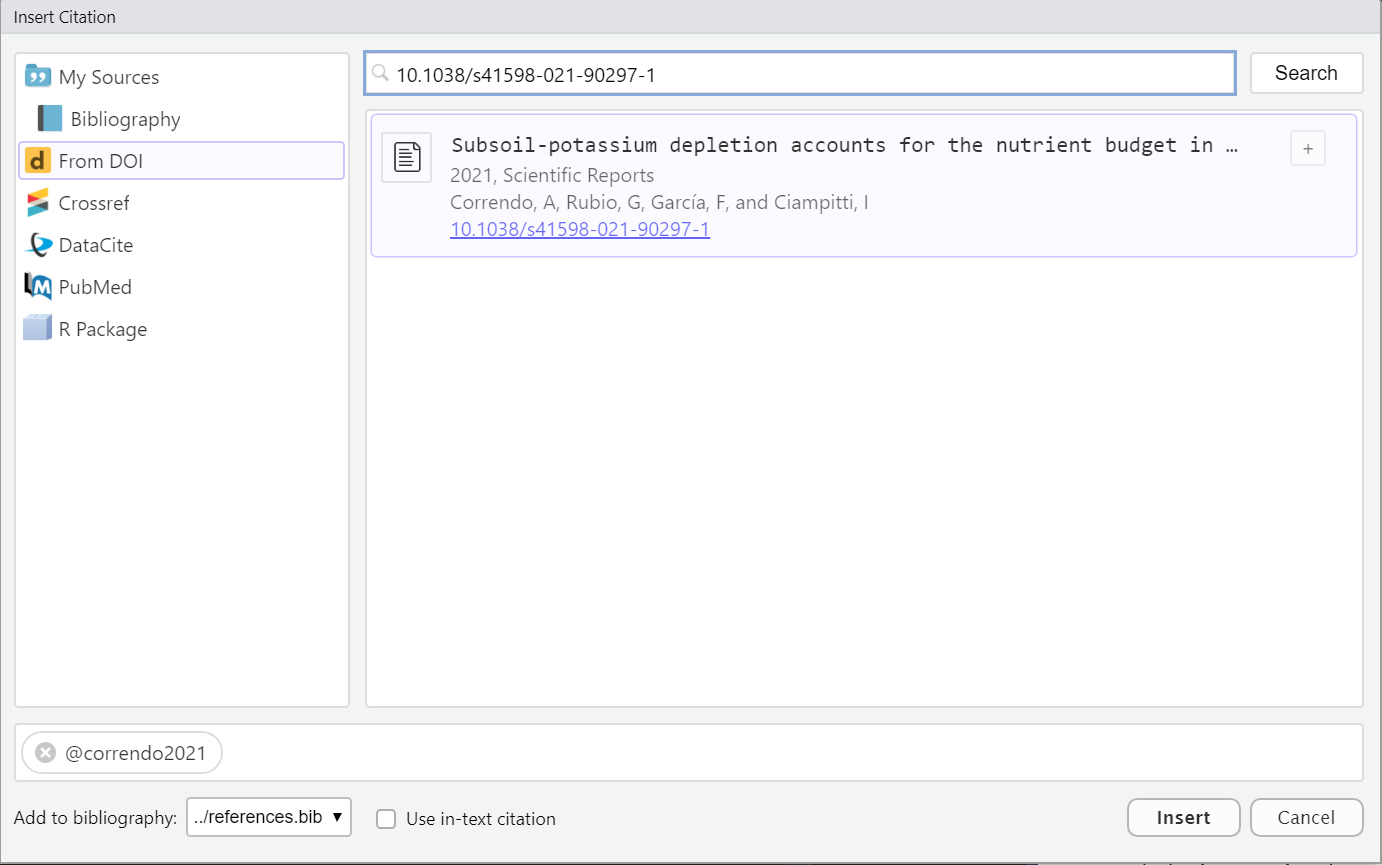 Insert Citation
My Sources
Bibliography
From DOI
Crossref
DataCite
PubMed
R Package
10.1038/s41598-021-90297-1
Search
Subsoil-potassium depletion accounts for the nutrient budget in …
+
2021, Scientific Reports
Correndo, A, Rubio, G, García, F, and Ciampitti, I
10.1038/s41598-021-90297-1
@correndo2021
Add to bibliography: ../references.bib ▼
Use in-text citation
Insert
Cancel